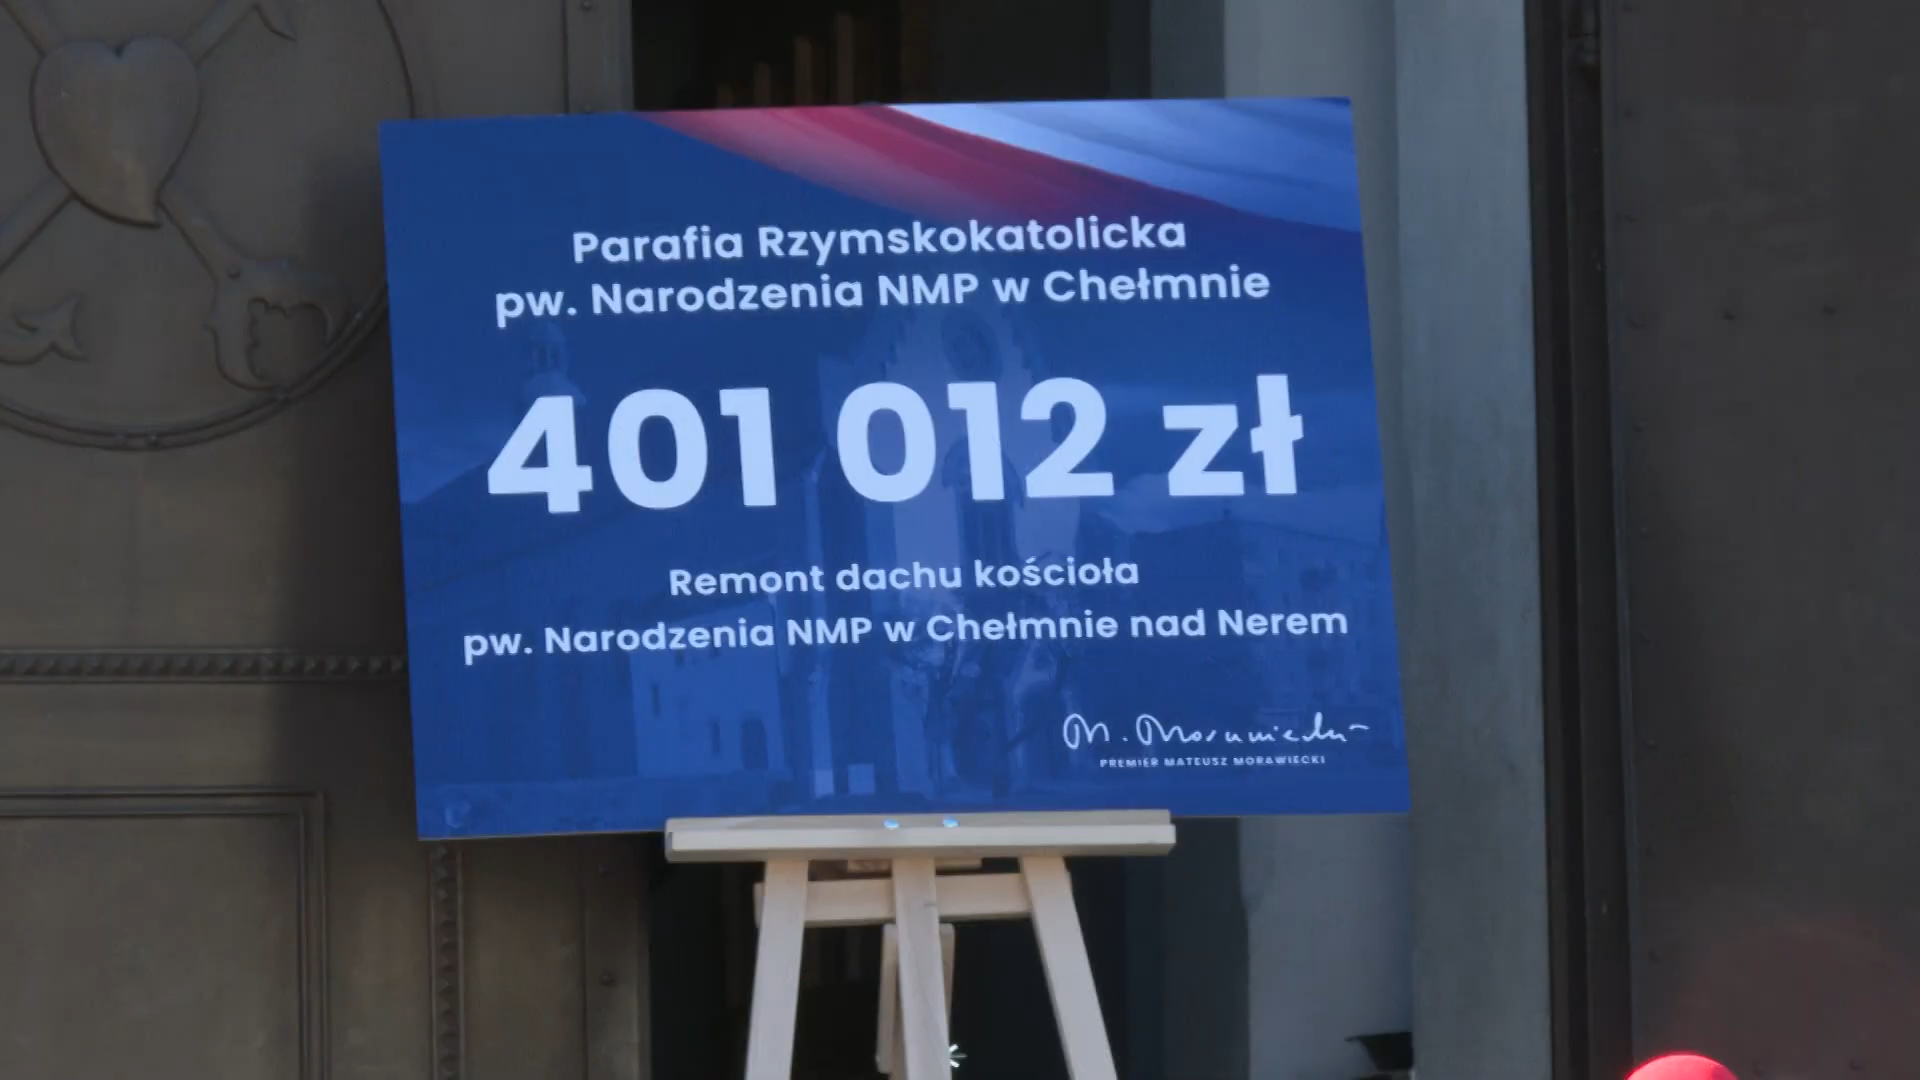 Parafia Rzymskokatolicka
pw. Narodzenia NMP w Chełmnie
401 012 zł
Remont dachu kościoła
pw. Narodzenia NMP w Chełmnie nad Nerem
M. Morawiecki
PREMIER MATEUSZ MORAWIECKI